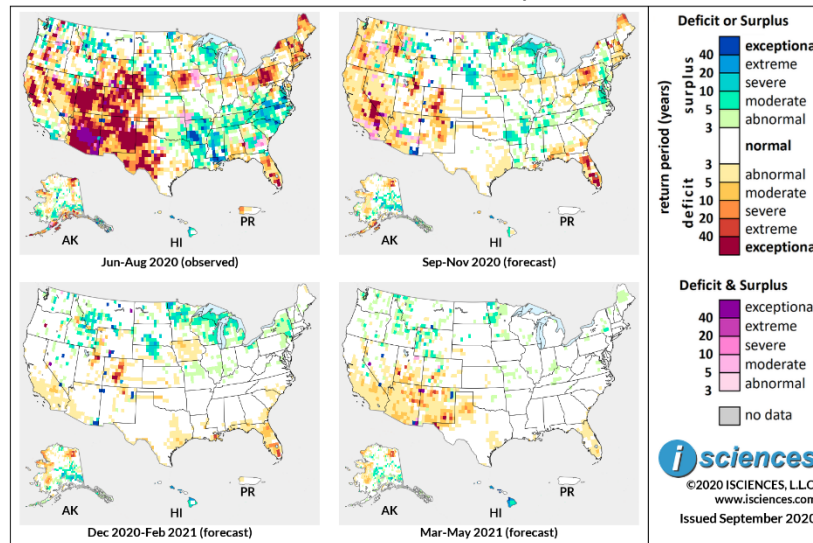 AK
HI
PR
Jun-Aug 2020 (observed)
AK
HI
PR
Sep-Nov 2020 (forecast)
AK
HI
PR
Dec 2020-Feb 2021 (forecast)
AK
HI
PR
Mar-May 2021 (forecast)
Deficit or Surplus
return period (years)
surplus
deficit
40
20
10
5
3
3
5
10
20
40
exceptiona
extreme
severe
moderate
abnormal
normal
abnormal
moderate
severe
extreme
exceptiona
Deficit & Surplus
40
20
10
5
3
exceptiona
extreme
severe
moderate
abnormal
no data
i sciences
©2020 ISCIENCES, L.L.C
www.isciences.com
Issued September 2020